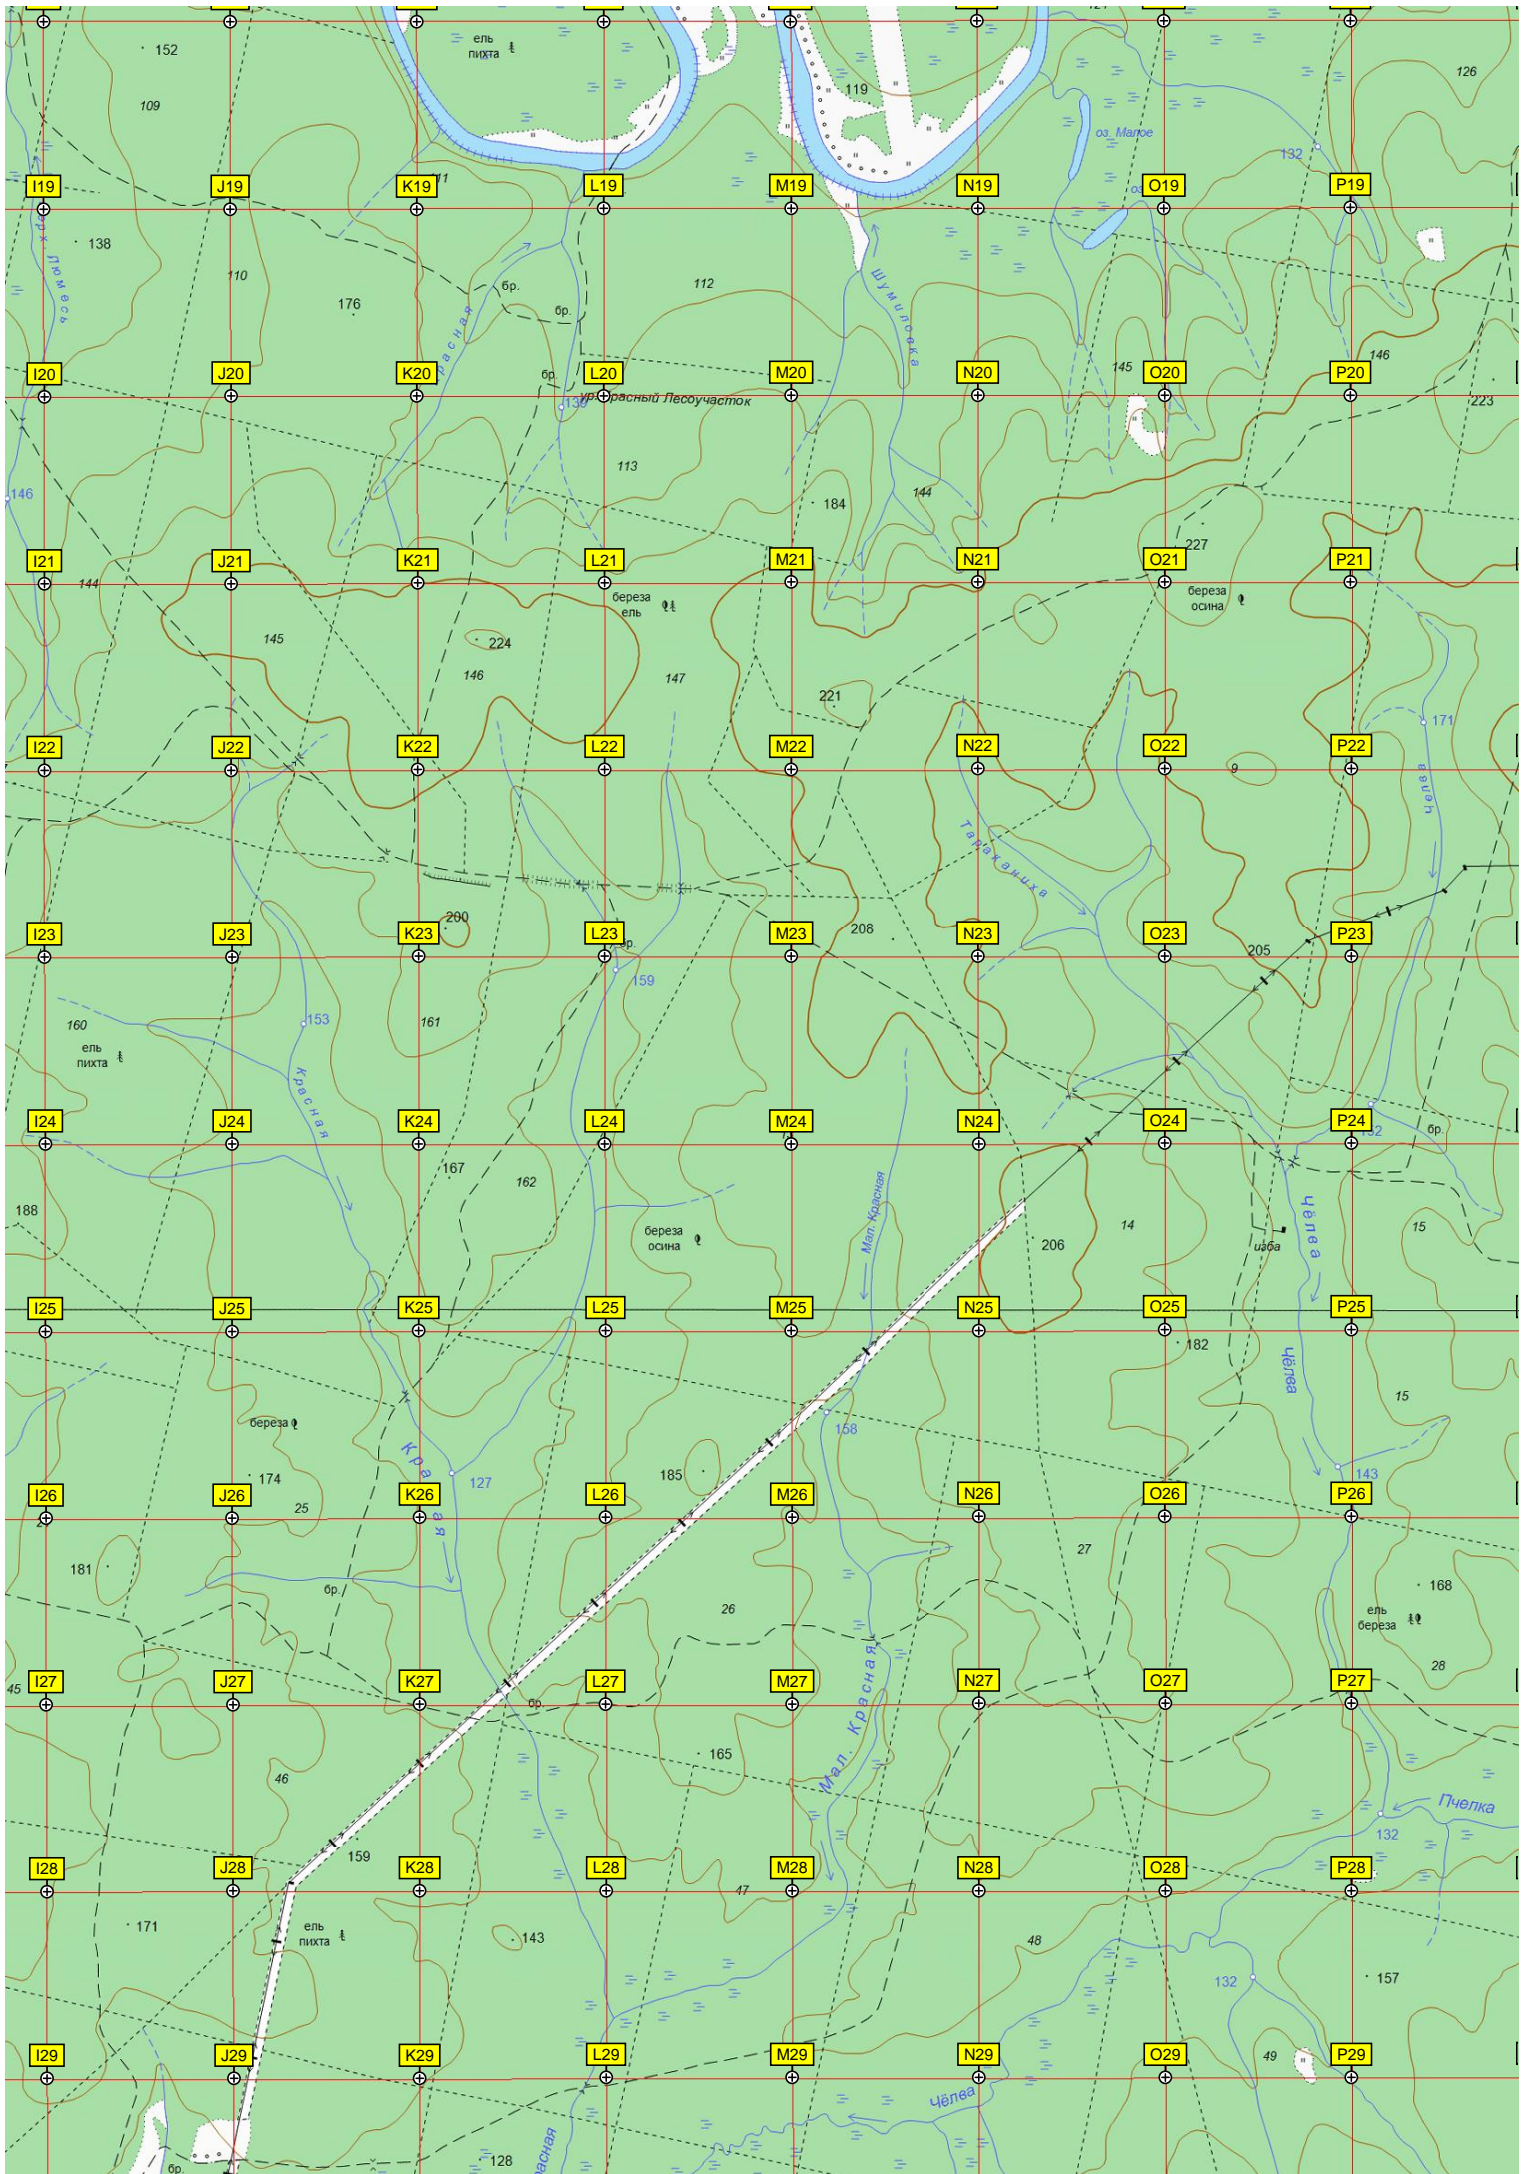 ель
пихта
152
126
119
109
оз. Малое
132
111
I19
J19
K19
L19
M19
N19
O19
P19
138
110
112
176
бр.
бр.
Шумиловка
146
145
I20
J20
K20
L20
M20
N20
O20
P20
бр.
ур. Красный Лесоучасток
139
223
113
146
144
184
227
I21
J21
K21
L21
M21
N21
O21
P21
144
береза
ель
береза
осина
145
224
146
147
221
171
I22
J22
K22
L22
M22
N22
O22
P22
9
Чёлва
Тараканиха
200
208
205
I23
J23
K23
L23
M23
N23
O23
P23
бр.
159
160
153
161
ель
пихта
Красная
I24
J24
K24
L24
M24
N24
O24
P24
132
бр.
167
162
188
Мал. Красная
Чёлва
14
15
береза
осина
206
изба
I25
J25
K25
L25
M25
N25
O25
P25
182
Чёлва
15
береза
158
Красная
174
127
185
143
I26
J26
K26
L26
M26
N26
O26
P26
25
27
181
бр.
168
26
ель
береза
28
45
I27
J27
K27
L27
M27
N27
O27
P27
бр.
Мал. Красная
165
46
Пчелка
132
159
I28
J28
K28
L28
M28
N28
O28
P28
47
171
ель
пихта
143
48
132
157
I29
J29
K29
L29
M29
N29
O29
P29
49
Чёлва
128
бр.